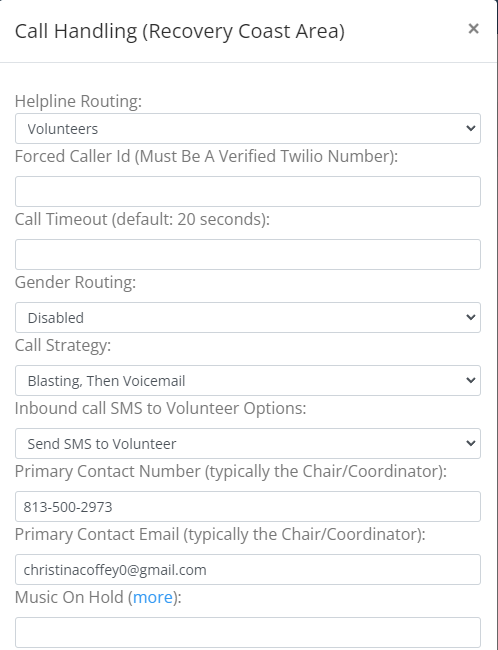 Call Handling (Recovery Coast Area)
×
Helpline Routing:
Volunteers
Forced Caller Id (Must Be A Verified Twilio Number):
Call Timeout (default: 20 seconds):
Gender Routing:
Disabled
Call Strategy:
Blasting, Then Voicemail
Inbound call SMS to Volunteer Options:
Send SMS to Volunteer
Primary Contact Number (typically the Chair/Coordinator):
813-500-2973
Primary Contact Email (typically the Chair/Coordinator):
christinacoffey0@gmail.com
Music On Hold (more):